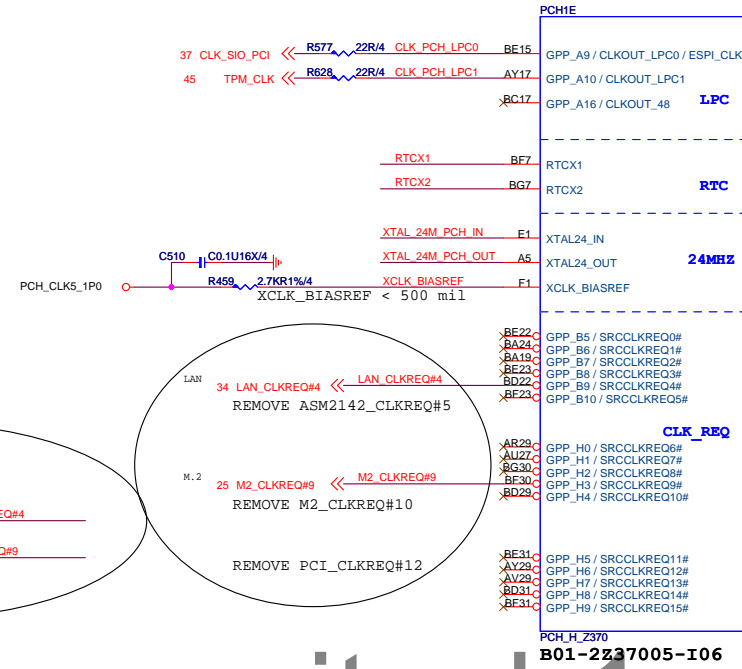 PCH1E
37 CLK_SIO_PCI R577 22R/4 CLK_PCH_LPC0 BE15 GPP_A9 / CLKOUT_LPC0 / ESPI_CLK
45 TPM_CLK R628 22R/4 CLK_PCH_LPC1 AY17 GPP_A10 / CLKOUT_LPC1
BC17 GPP_A16 / CLKOUT_48 LPC
RTCX1 BF7 RTCX1
RTCX2 BG7 RTCX2 RTC
XTAL_24M_PCH_IN E1 XTAL24_IN
C510 C0.1U16X/4 XTAL_24M_PCH_OUT A5 XTAL24_OUT 24MHZ
PCH_CLK5_1P0 R459 2.7KR1%/4 XCLK_BIASREF F1 XCLK_BIASREF
XCLK_BIASREF < 500 mil
BE22 GPP_B5 / SRCCLKREQ0#
BA24 GPP_B6 / SRCCLKREQ1#
BA19 GPP_B7 / SRCCLKREQ2#
BE23 GPP_B8 / SRCCLKREQ3#
LAN 34 LAN_CLKREQ#4 LAN_CLKREQ#4 BD22 GPP_B9 / SRCCLKREQ4#
BF23 GPP_B10 / SRCCLKREQ5#
REMOVE ASM2142_CLKREQ#5
CLK_REQ
AR29 GPP_H0 / SRCCLKREQ6#
AU27 GPP_H1 / SRCCLKREQ7#
BG30 GPP_H2 / SRCCLKREQ8#
M.2 25 M2_CLKREQ#9 M2_CLKREQ#9 BF30 GPP_H3 / SRCCLKREQ9#
BD29 GPP_H4 / SRCCLKREQ10#
REMOVE M2_CLKREQ#10
EQ#4
Q#9
BE31 GPP_H5 / SRCCLKREQ11#
REMOVE PCI_CLKREQ#12 AY29 GPP_H6 / SRCCLKREQ12#
AV29 GPP_H7 / SRCCLKREQ13#
BD31 GPP_H8 / SRCCLKREQ14#
BF31 GPP_H9 / SRCCLKREQ15#
PCH_H_Z370
B01-2Z37005-I06